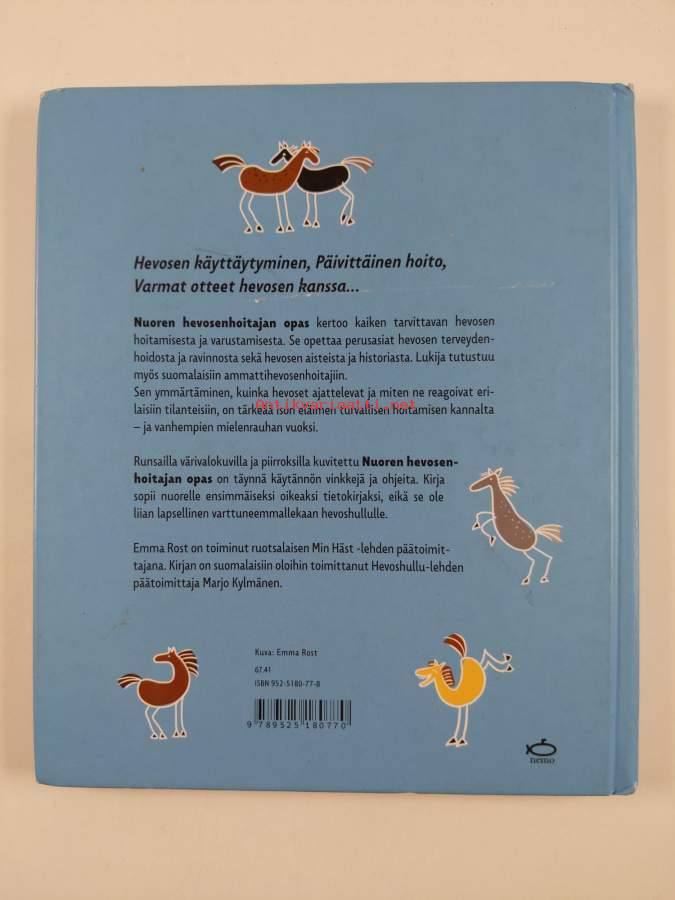 Hevosen käyttäytyminen, Päivittäinen hoito,
Varmat otteet hevosen kanssa...
Nuoren hevosenhoitajan opas kertoo kaiken tarvittavan hevosen
hoitamisesta ja varustamisesta. Se opettaa perusasiat hevosen terveyden-
hoidosta ja ravinnosta sekä hevosen aisteista ja historiasta. Lukija tutustuu
myös suomalaisiin ammattihevosenhoitajiin.
Sen ymmärtäminen, kuinka hevoset ajattelevat ja miten ne reagoivat eri-
laisiin tilanteisiin, on tärkeää ison eläimen turvallisen hoitamisen kannalta
– ja vanhempien mielenrauhan vuoksi.
Antikvariaatti.net
Runsailla värivalokuvilla ja piirroksilla kuvitettu Nuoren hevosen-
hoitajan opas on täynnä käytännön vinkkejä ja ohjeita. Kirja
sopii nuorelle ensimmäiseksi oikeaksi tietokirjaksi, eikä se ole
liian lapsellinen varttuneemmallekaan hevoshullulle.
Emma Rost on toiminut ruotsalaisen Min Häst -lehden päätoimit-
tajana. Kirjan on suomalaisiin oloihin toimittanut Hevoshullu-lehden
päätoimittaja Marjo Kylmänen.
Kuva: Emma Rost
67.41
ISBN 952-5180-77-8
9 789525 180770
nemo